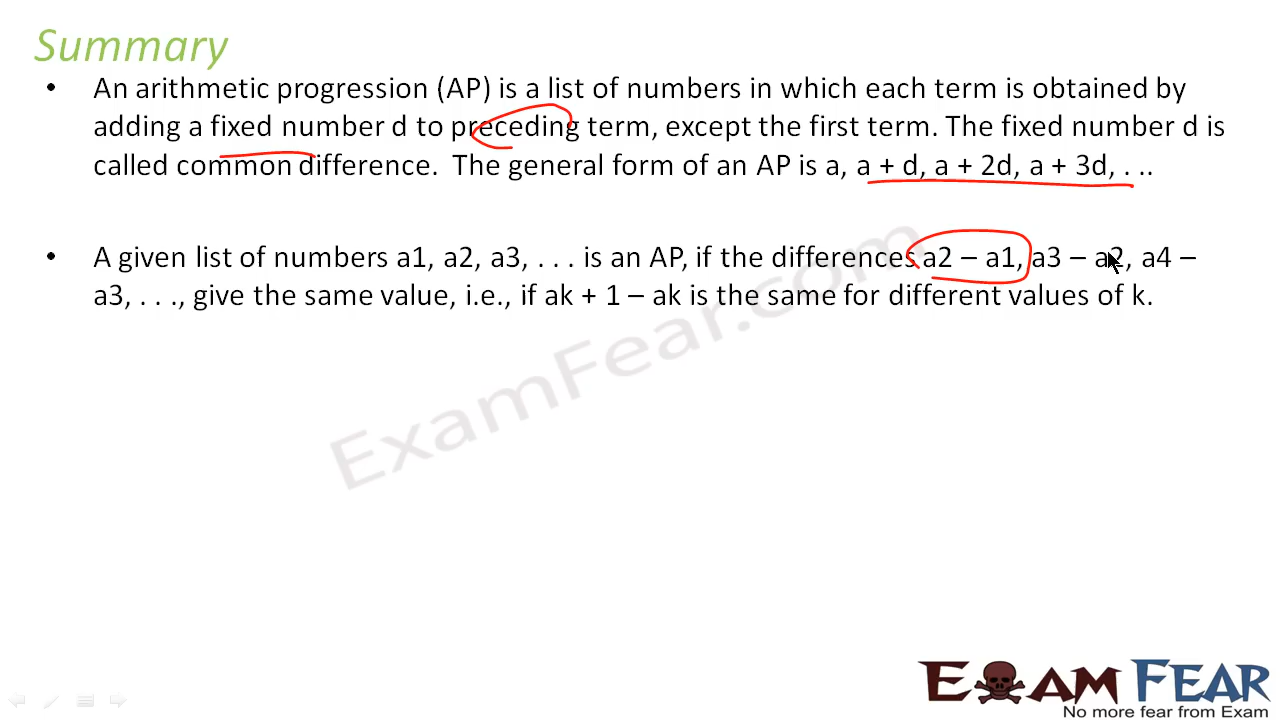 Summary
• An arithmetic progression (AP) is a list of numbers in which each term is obtained by
adding a fixed number d to preceding term, except the first term. The fixed number d is
called common difference.  The general form of an AP is a, a + d, a + 2d, a + 3d, . ..
• A given list of numbers a1, a2, a3, . . . is an AP, if the differences a2 – a1, a3 – a2, a4 –
a3, . . ., give the same value, i.e., if ak + 1 – ak is the same for different values of k.
ExamFear.com
EXAM FEAR
No more fear from Exam